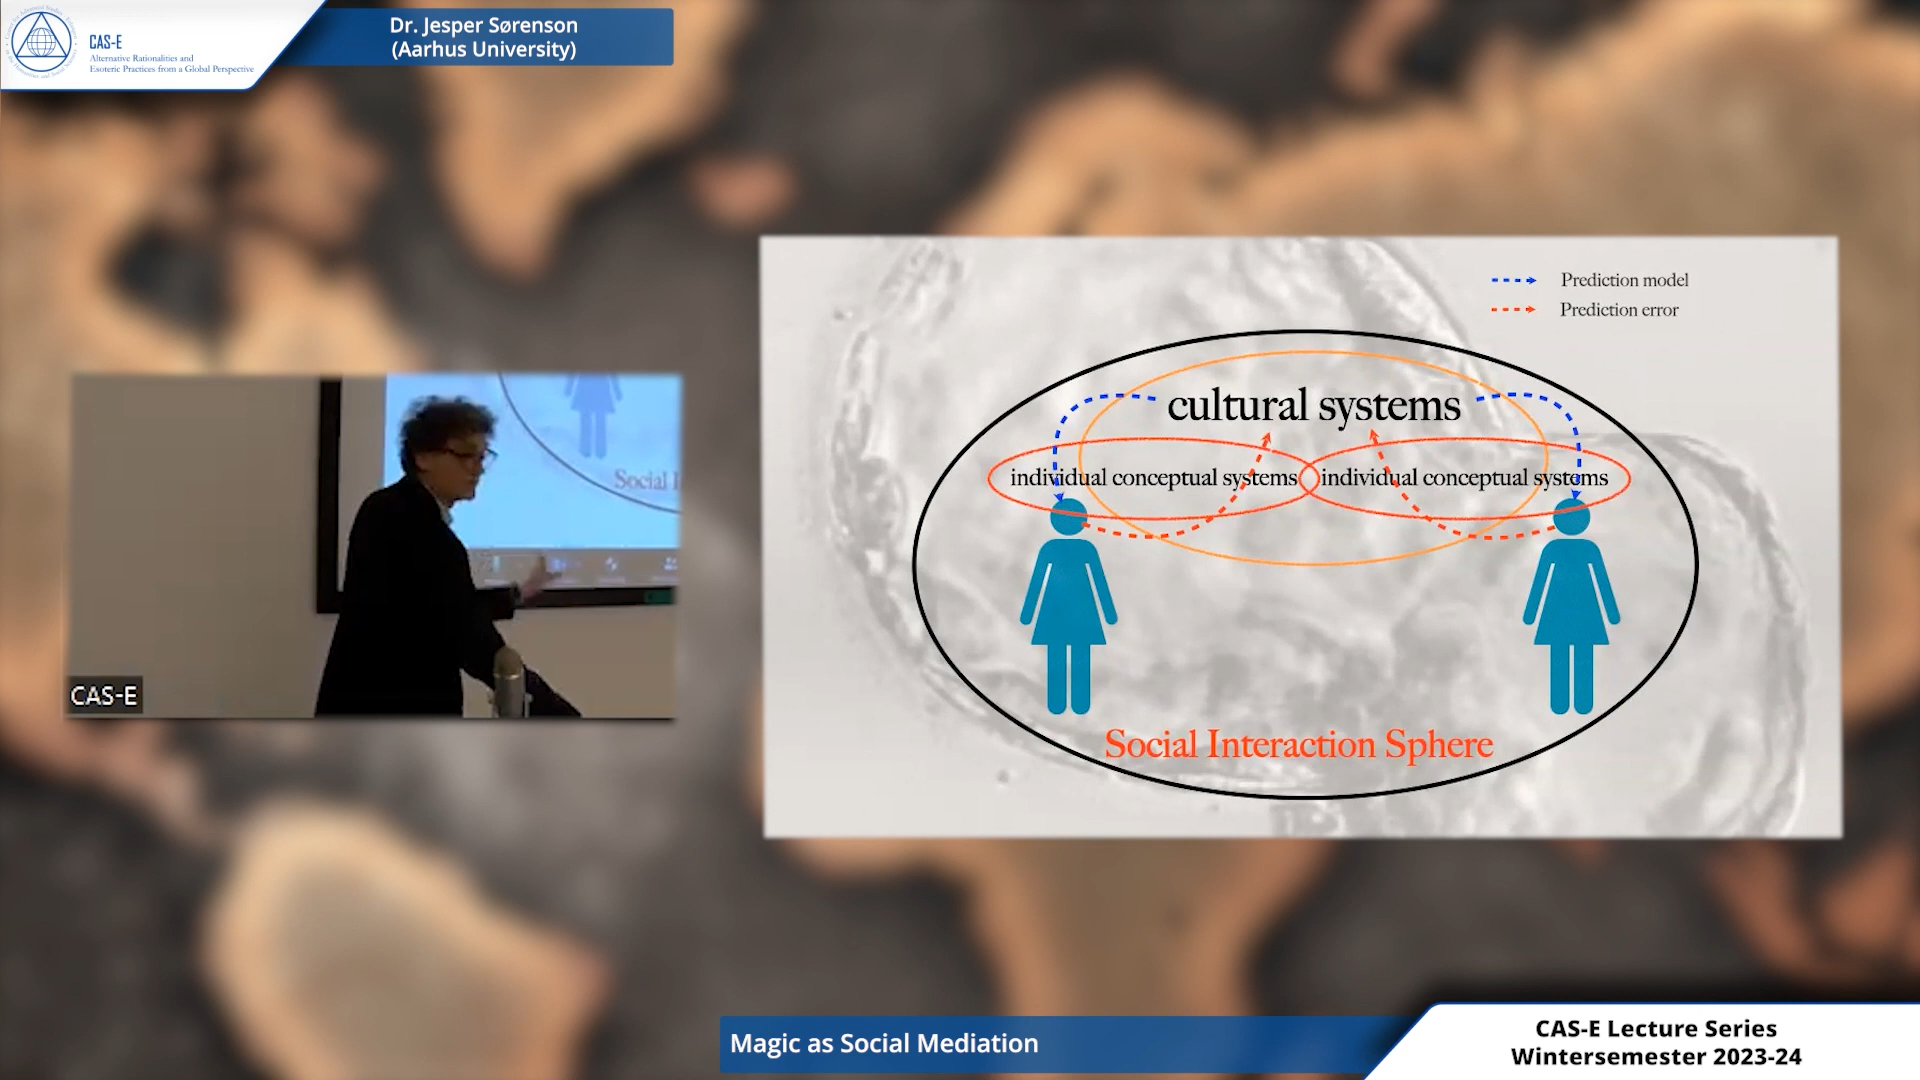 CAS-E
Alternative Rationalities and
Esoteric Practices from a Global Perspective
Dr. Jesper Sørenson
(Aarhus University)
Prediction model
Prediction error
cultural systems
individual conceptual systems
individual conceptual systems
Social Interaction Sphere
Social I
CAS-E
Magic as Social Mediation
CAS-E Lecture Series
Wintersemester 2023-24